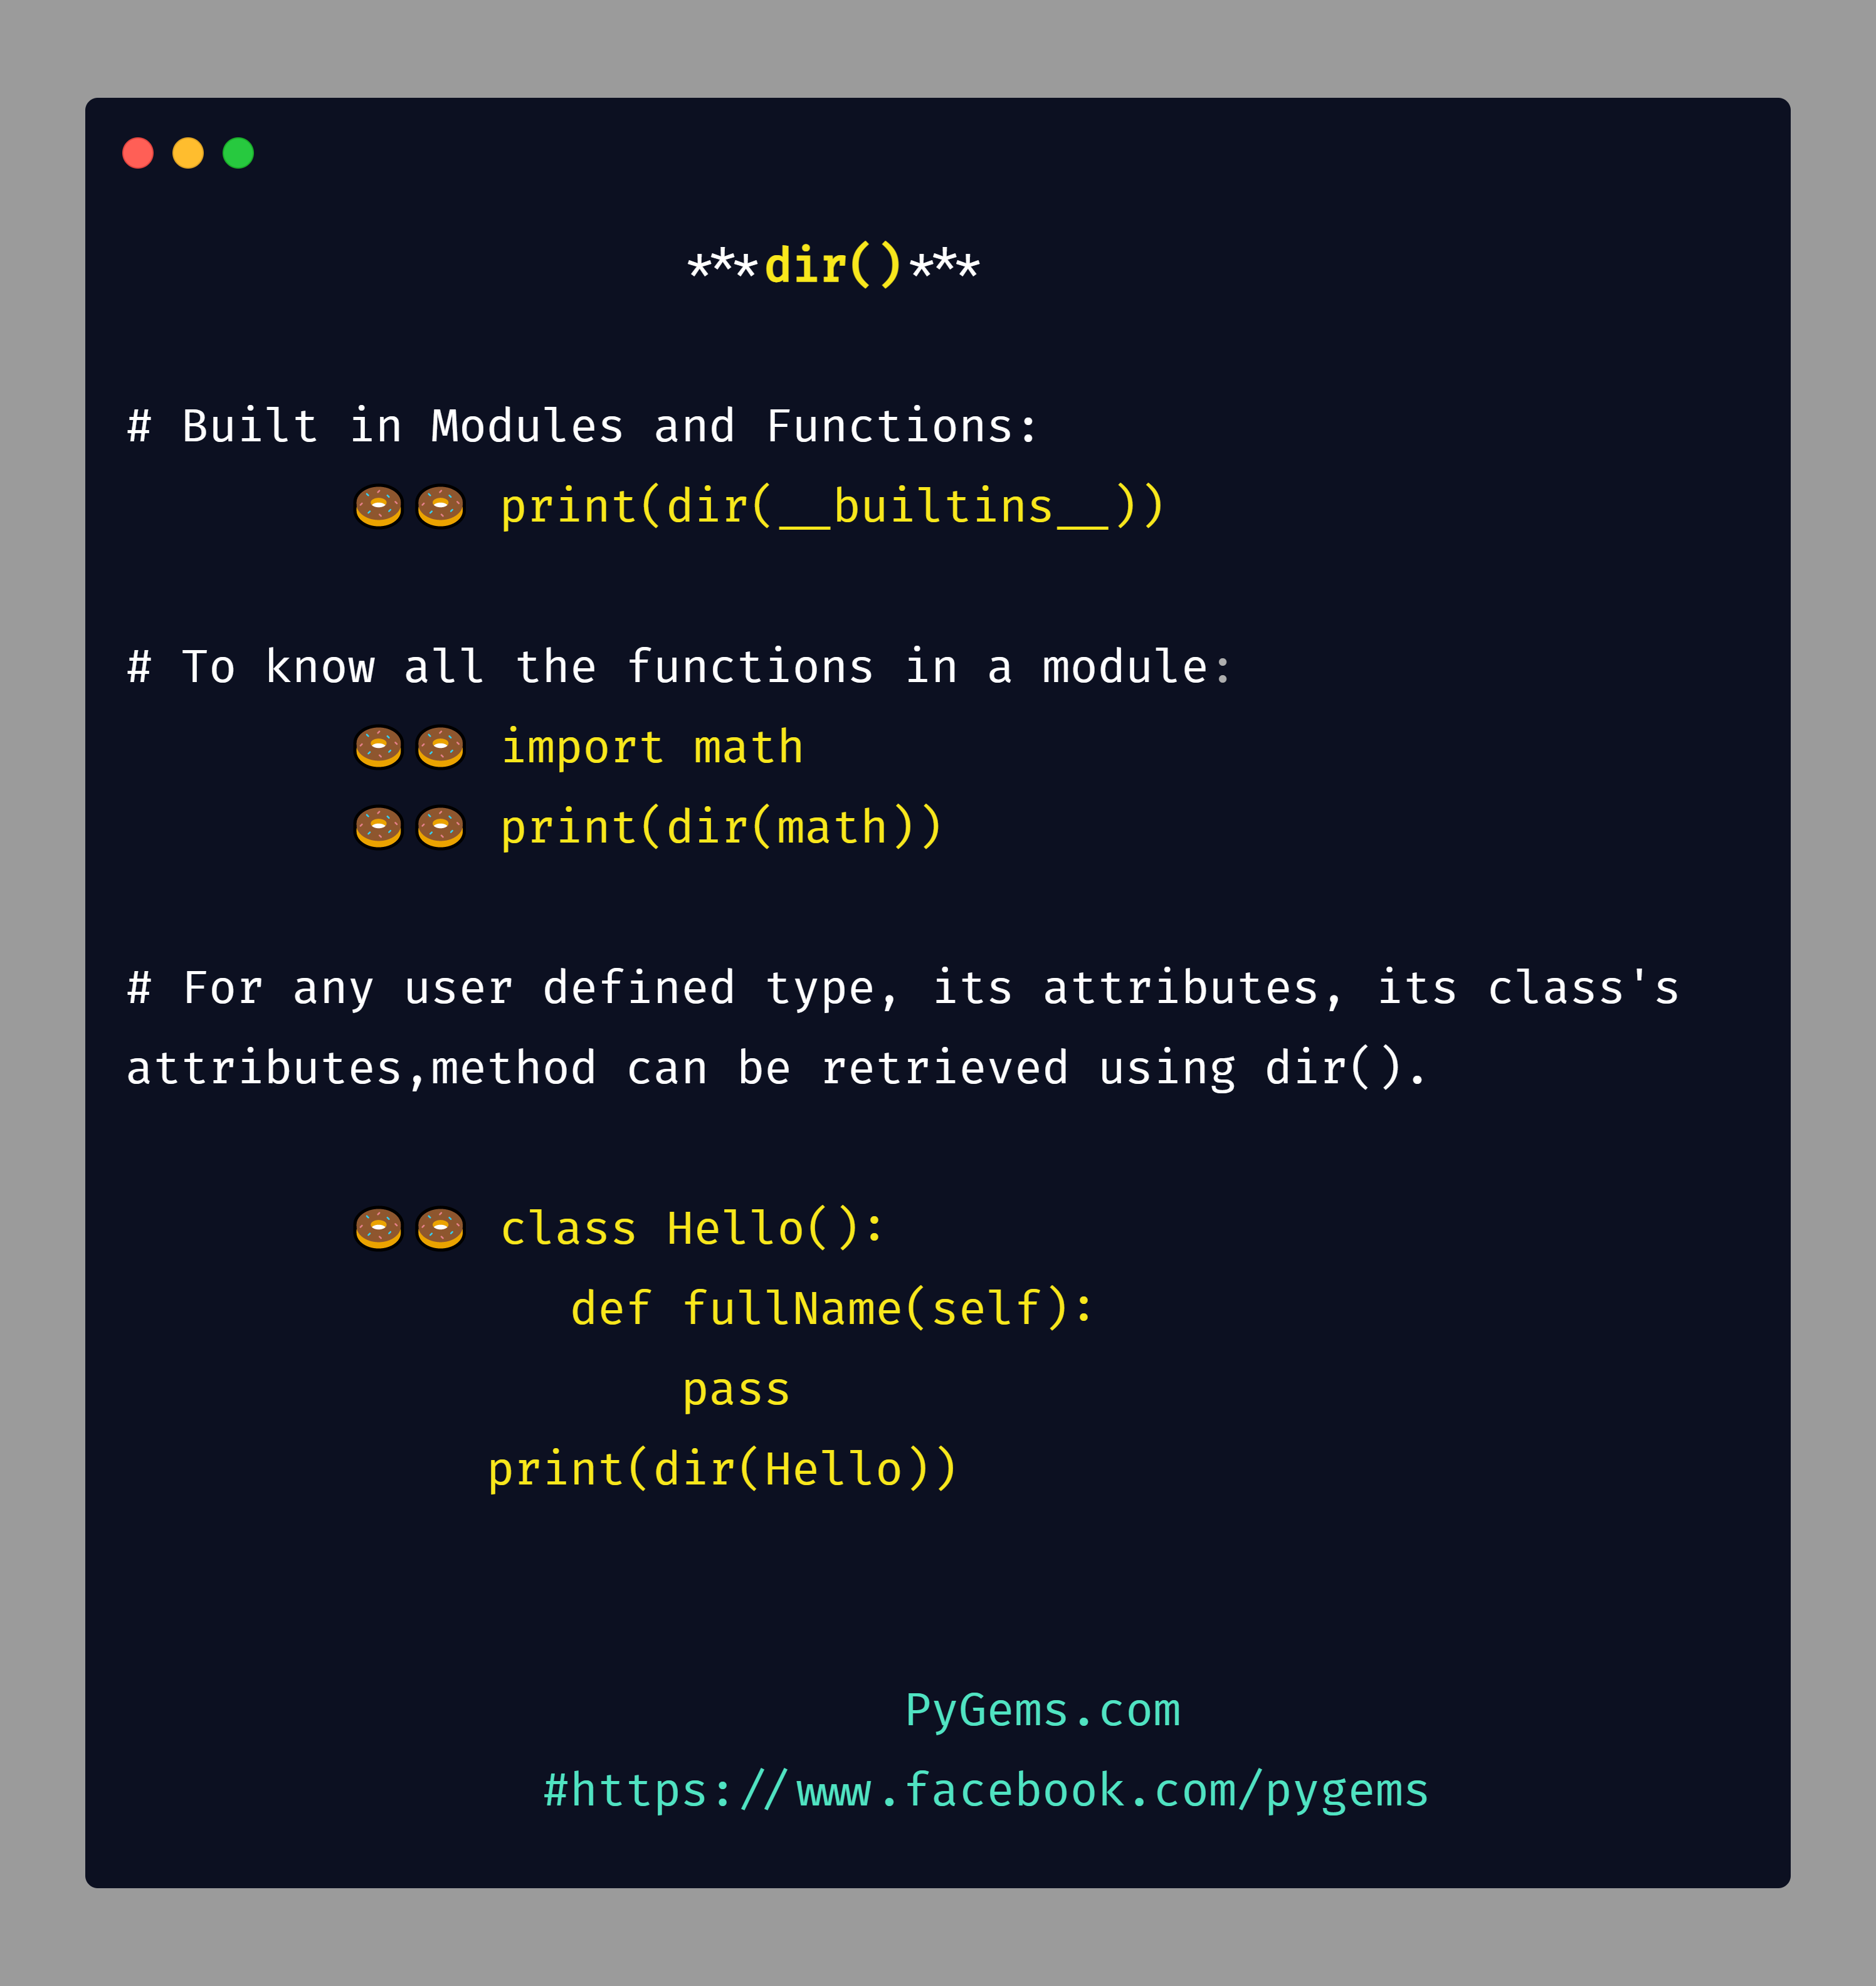 ***dir()***
# Built in Modules and Functions:
🍩🍩 print(dir(__builtins__))
# To know all the functions in a module:
🍩🍩 import math
🍩🍩 print(dir(math))
# For any user defined type, its attributes, its class's
attributes,method can be retrieved using dir().
🍩🍩 class Hello():
def fullName(self):
pass
print(dir(Hello))
PyGems.com
#https://www.facebook.com/pygems